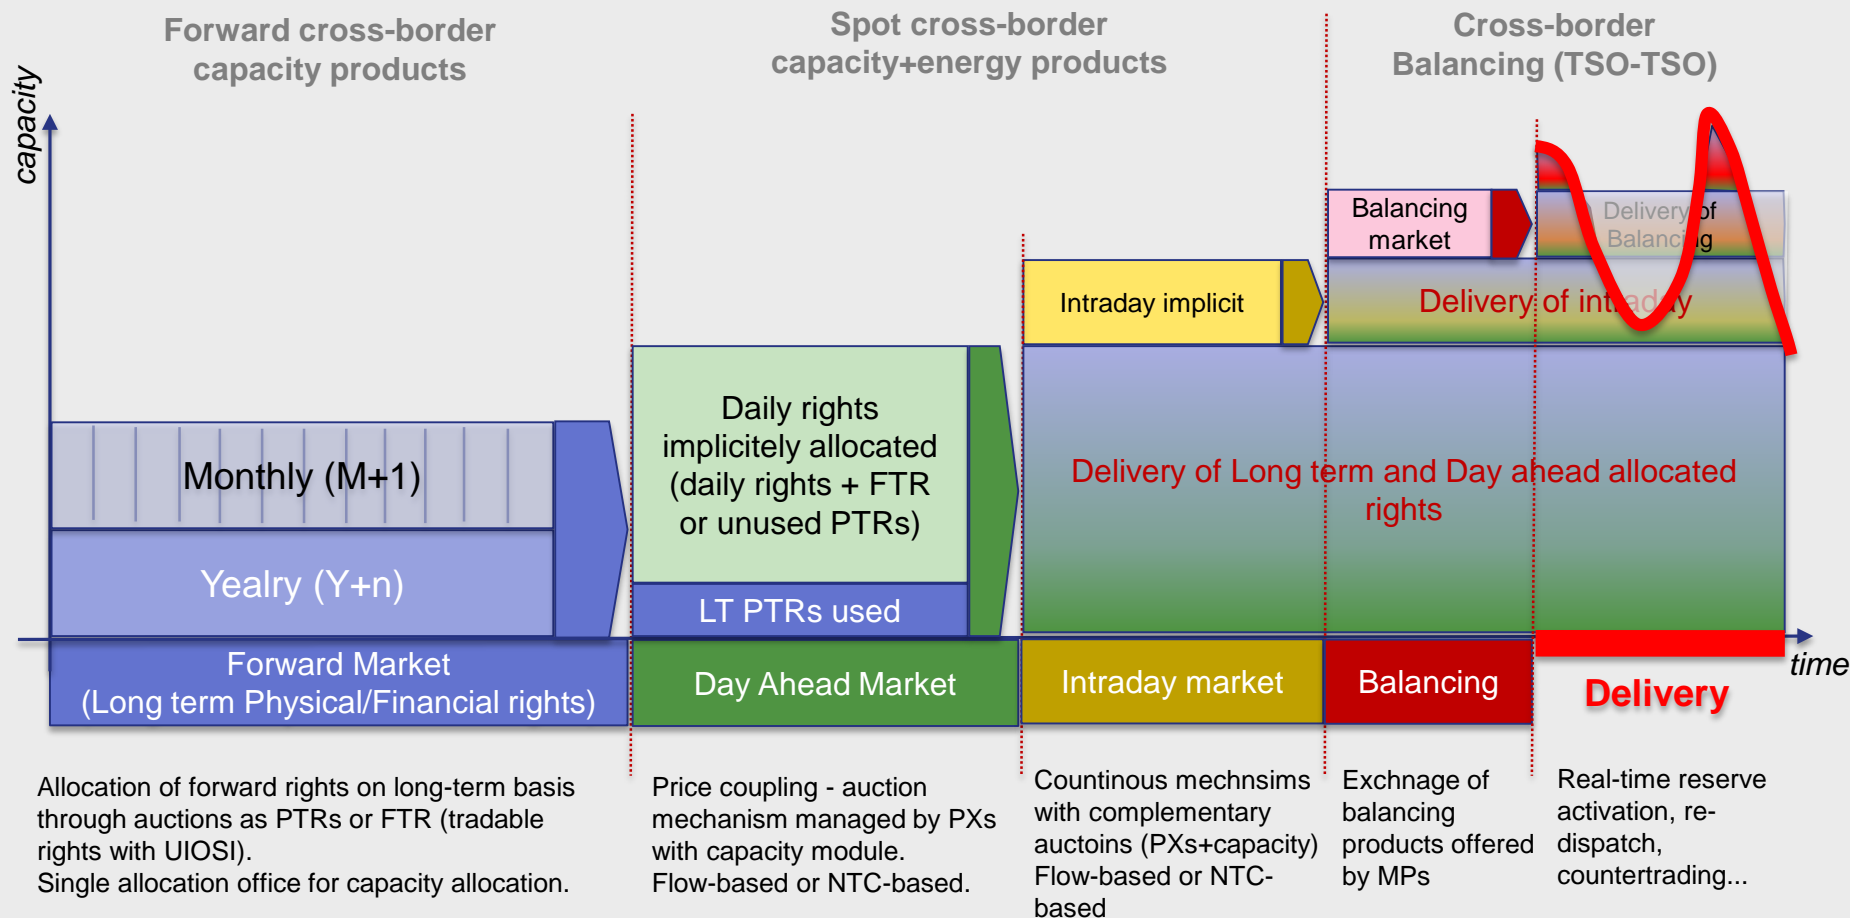 Forward cross-border
capacity products
Spot cross-border
capacity+energy products
Cross-border
Balancing (TSO-TSO)
capacity
Balancing
market
Delivery of
Balancing
Intraday implicit
Delivery of intraday
Daily rights
implicitely allocated
(daily rights + FTR
or unused PTRs)
Monthly (M+1)
Delivery of Long term and Day ahead allocated
rights
Yealry (Y+n)
LT PTRs used
Forward Market
(Long term Physical/Financial rights)
Day Ahead Market
Intraday market
Balancing
Delivery
time
Allocation of forward rights on long-term basis
through auctions as PTRs or FTR (tradable
rights with UIOSI).
Single allocation office for capacity allocation.
Price coupling - auction
mechanism managed by PXs
with capacity module.
Flow-based or NTC-based.
Countinous mechnsims
with complementary
auctoins (PXs+capacity)
Flow-based or NTC-
based
Exchnage of
balancing
products offered
by MPs
Real-time reserve
activation, re-
dispatch,
countertrading...